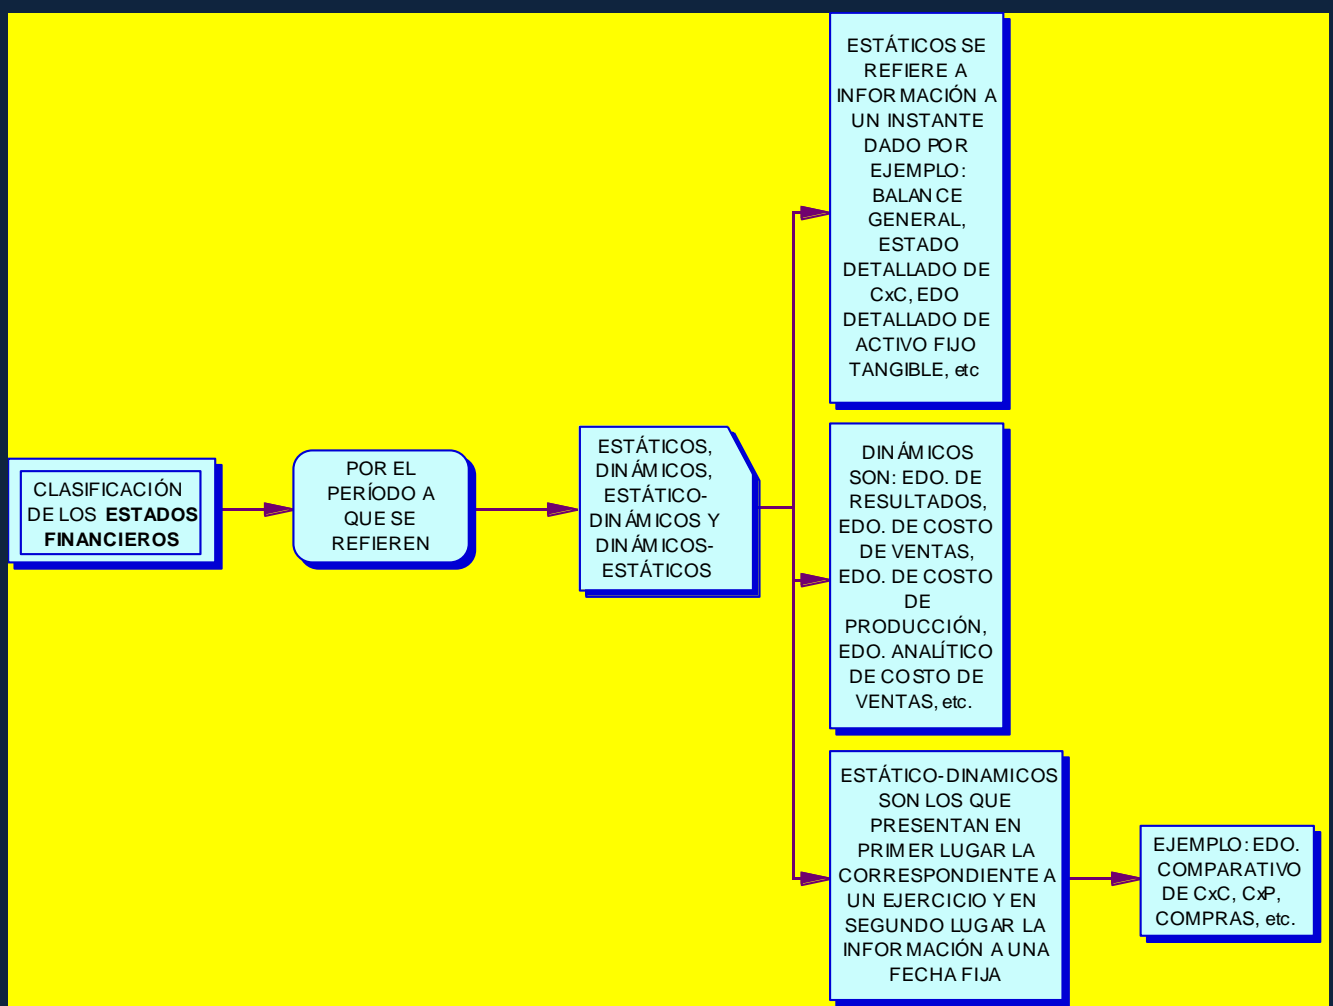 CLASIFICACIÓN
DE LOS ESTADOS
FINANCIEROS
POR EL
PERÍODO A
QUE SE
REFIEREN
ESTÁTICOS,
DINÁMICOS,
ESTÁTICO-
DINÁMICOS Y
DINÁMICOS-
ESTÁTICOS
ESTÁTICOS SE
REFIERE A
INFORMACIÓN A
UN INSTANTE
DADO POR
EJEMPLO:
BALANCE
GENERAL,
ESTADO
DETALLADO DE
CxC, EDO
DETALLADO DE
ACTIVO FIJO
TANGIBLE, etc
DINÁMICOS
SON: EDO. DE
RESULTADOS,
EDO. DE COSTO
DE VENTAS,
EDO. DE COSTO
DE
PRODUCCIÓN,
EDO. ANALÍTICO
DE COSTO DE
VENTAS, etc.
ESTÁTICO-DINAMICOS
SON LOS QUE
PRESENTAN EN
PRIMER LUGAR LA
CORRESPONDIENTE A
UN EJERCICIO Y EN
SEGUNDO LUGAR LA
INFORMACIÓN A UNA
FECHA FIJA
EJEMPLO: EDO.
COMPARATIVO
DE CxC, CxP,
COMPRAS, etc.